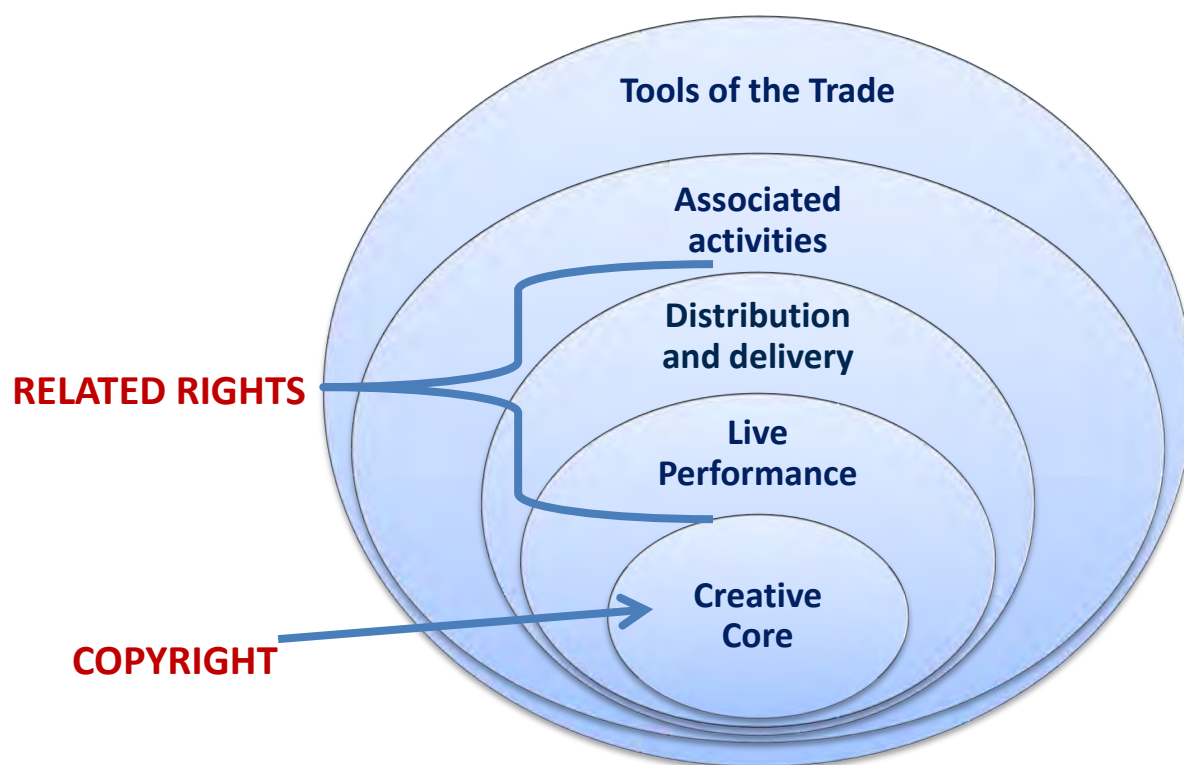 Tools of the Trade
Associated
activities
Distribution
and delivery
RELATED RIGHTS
Live
Performance
Creative
Core
COPYRIGHT